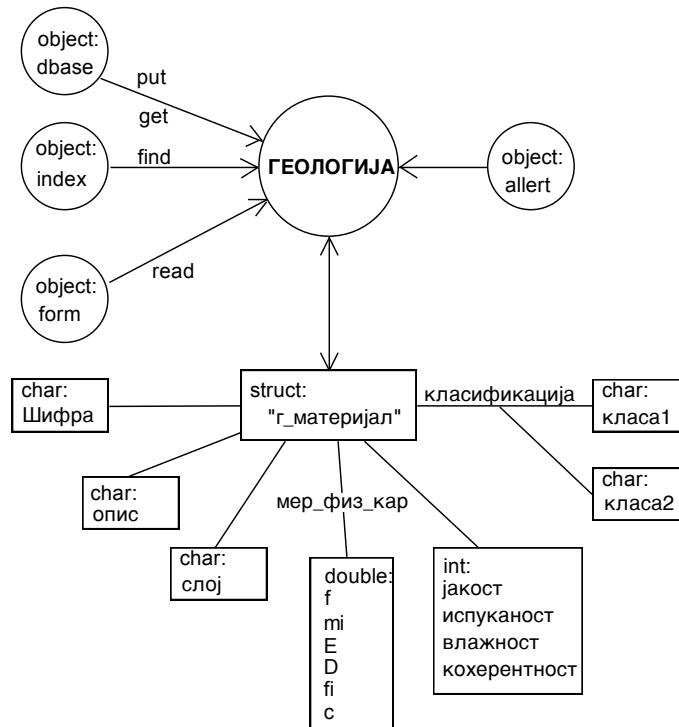 object:
dbase
put
get
object:
index
find
ГЕОЛОГИЈА
object:
allert
object:
form
read
char:
Шифра
struct:
"г_материјал"
класификација
char:
класа1
char:
класа2
char:
опис
мер_физ_кар
char:
слој
double:
f
mi
E
D
fi
c
int:
јакост
испуканост
влажност
кохерентност